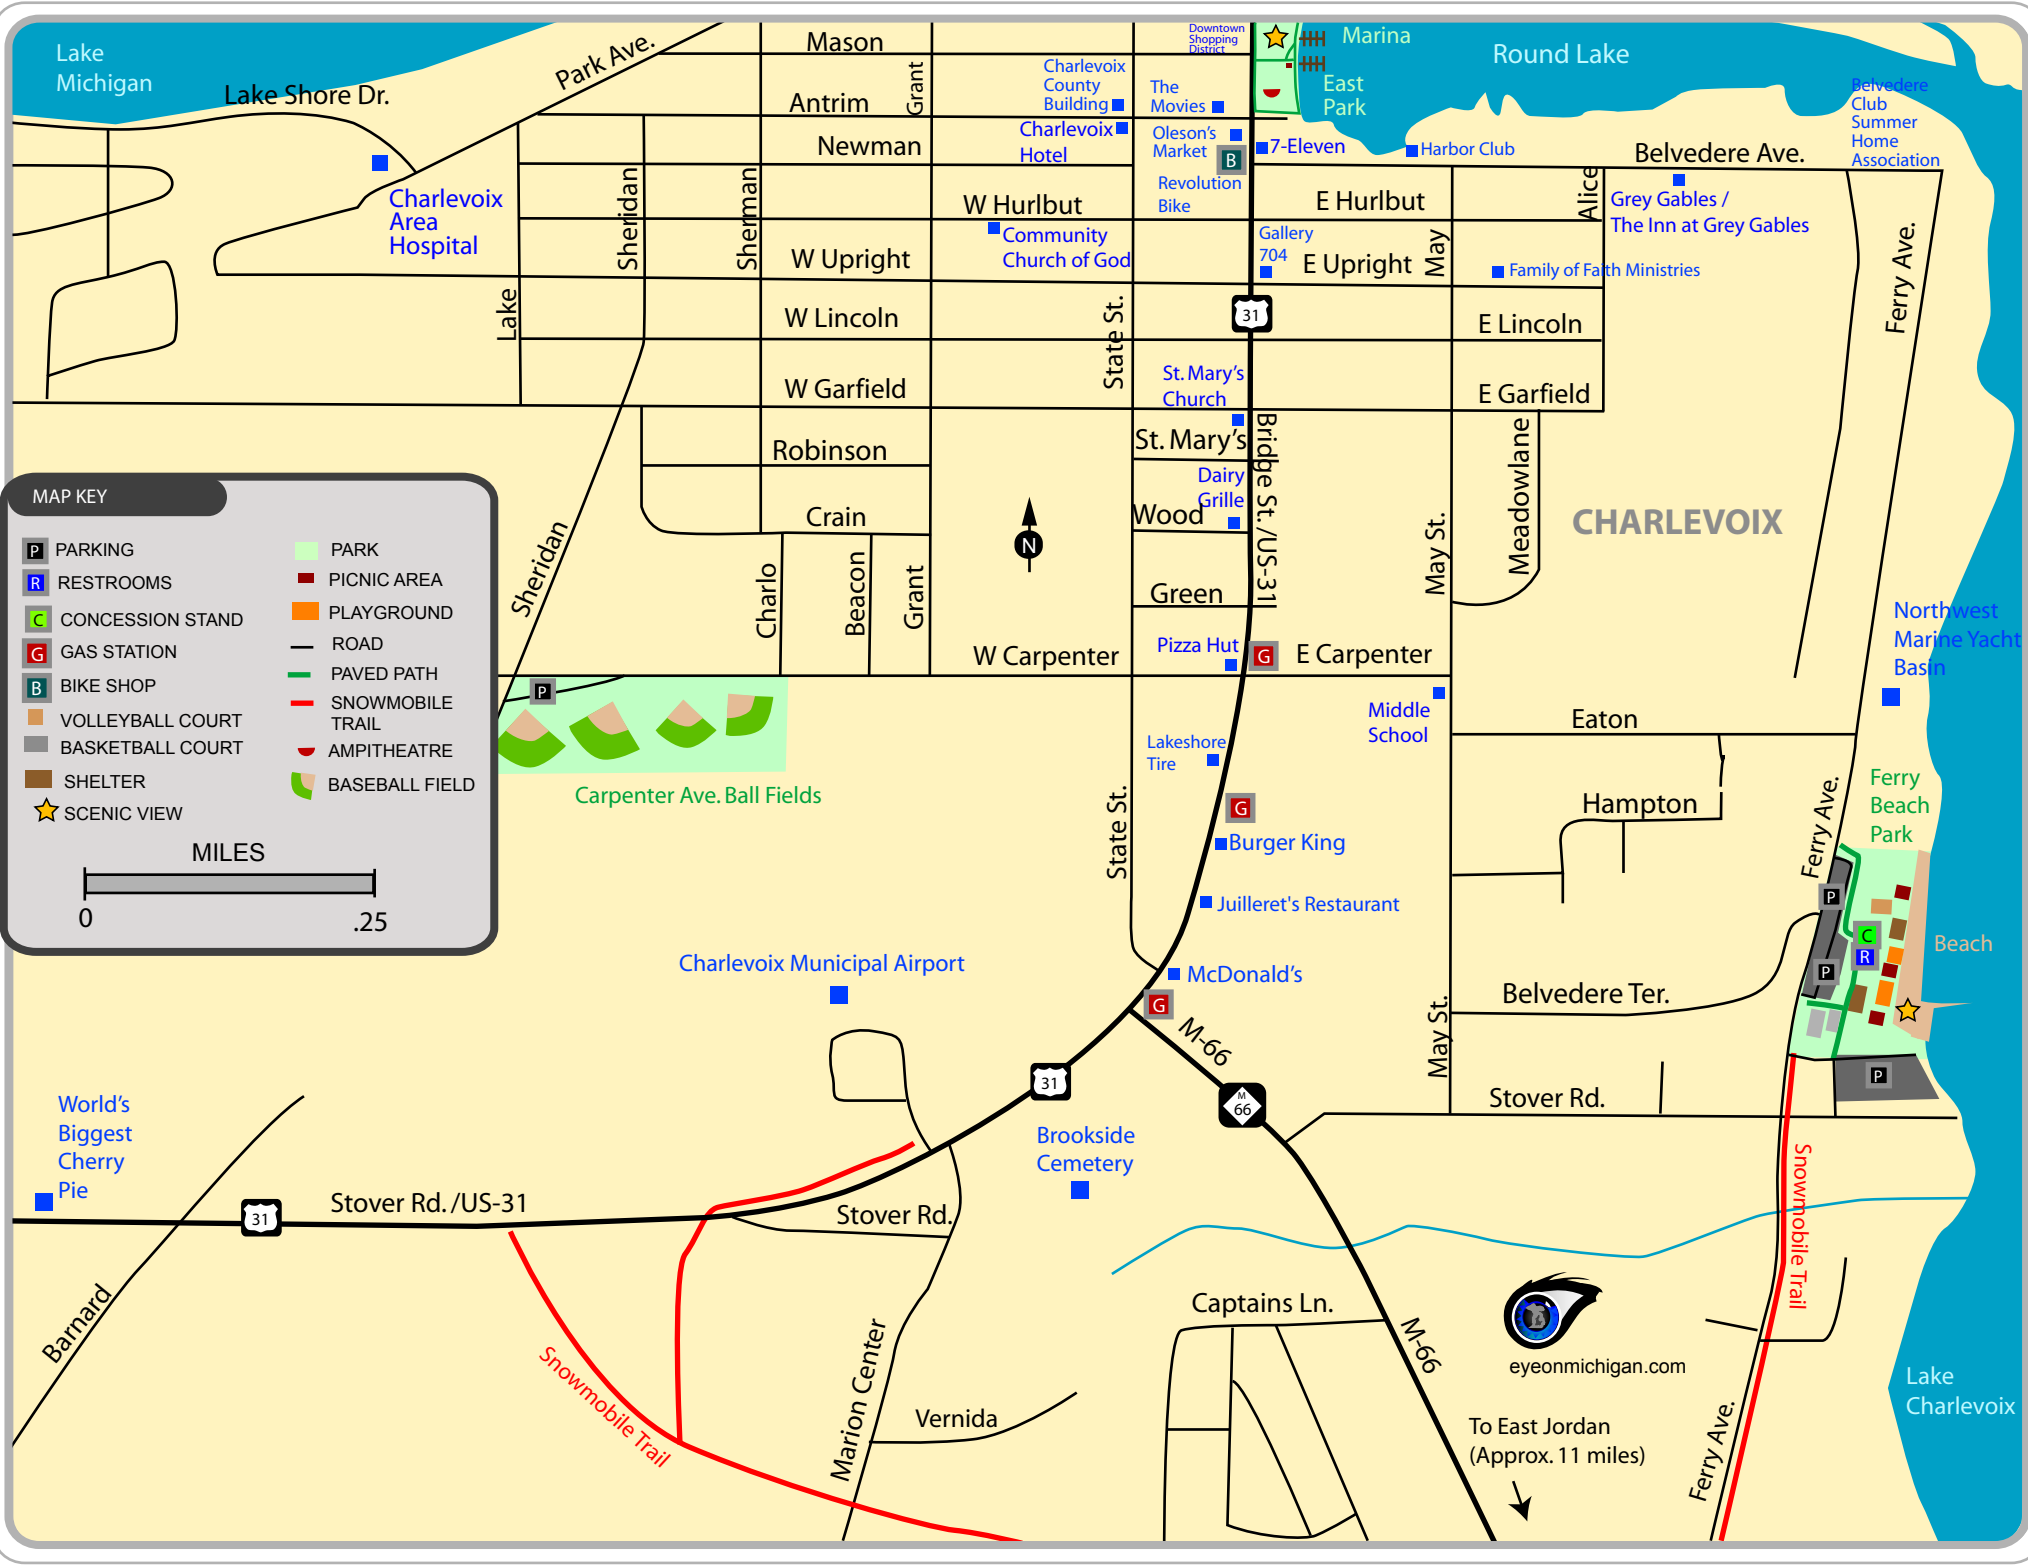 Lake
Michigan
Lake Shore Dr.
Park Ave.
Mason
Antrim
Newman
Grant
Charlevoix
County
Building
Charlevoix
Hotel
Downtown
Shopping
District
The
Movies
Oleson's
Market
B
Revolution
Bike
Marina
East
Park
Round Lake
7-Eleven
Harbor Club
Belvedere Ave.
Belvedere
Club
Summer
Home
Association
Charlevoix
Area
Hospital
Sheridan
Sherman
W Hurlbut
E Hurlbut
Alice
Grey Gables /
The Inn at Grey Gables
Community
Church of God
Gallery
704
W Upright
E Upright
May
Family of Faith Ministries
Ferry Ave.
Lake
W Lincoln
State St.
31
E Lincoln
W Garfield
St. Mary's
Church
E Garfield
Robinson
St. Mary's
Bridge St. /US-31
Dairy
Grille
Meadowlane
CHARLEVOIX
Crain
Wood
Sheridan
N
May St.
Charlo
Beacon
Grant
Green
W Carpenter
Pizza Hut
G
E Carpenter
Northwest
Marine Yacht
Basin
MAP KEY
P PARKING
R RESTROOMS
C CONCESSION STAND
G GAS STATION
B BIKE SHOP
VOLLEYBALL COURT
BASKETBALL COURT
SHELTER
SCENIC VIEW
PARK
PICNIC AREA
PLAYGROUND
ROAD
PAVED PATH
SNOWMOBILE
TRAIL
AMPITHEATRE
BASEBALL FIELD
MILES
0
.25
P
Carpenter Ave. Ball Fields
Middle
School
Eaton
Lakeshore
Tire
G
Burger King
State St.
Hampton
Ferry Ave.
Ferry
Beach
Park
P
C
R
P
Beach
Juilleret's Restaurant
Charlevoix Municipal Airport
McDonald's
G
M-66
Belvedere Ter.
May St.
P
31
M
66
Stover Rd.
World's
Biggest
Cherry
Pie
Brookside
Cemetery
31
Stover Rd. /US-31
Stover Rd.
Snowmobile Trail
Barnard
Snowmobile Trail
Marion Center
Vernida
Captains Ln.
M-66
eyeonmichigan.com
To East Jordan
(Approx. 11 miles)
Ferry Ave.
Lake
Charlevoix